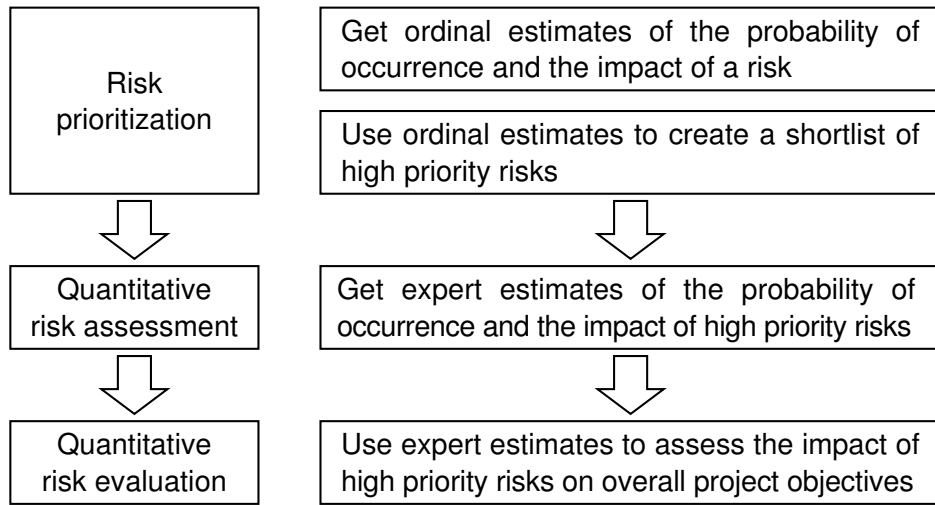 Risk
prioritization
Get ordinal estimates of the probability of
occurrence and the impact of a risk
Use ordinal estimates to create a shortlist of
high priority risks
Quantitative
risk assessment
Get expert estimates of the probability of
occurrence and the impact of high priority risks
Quantitative
risk evaluation
Use expert estimates to assess the impact of
high priority risks on overall project objectives